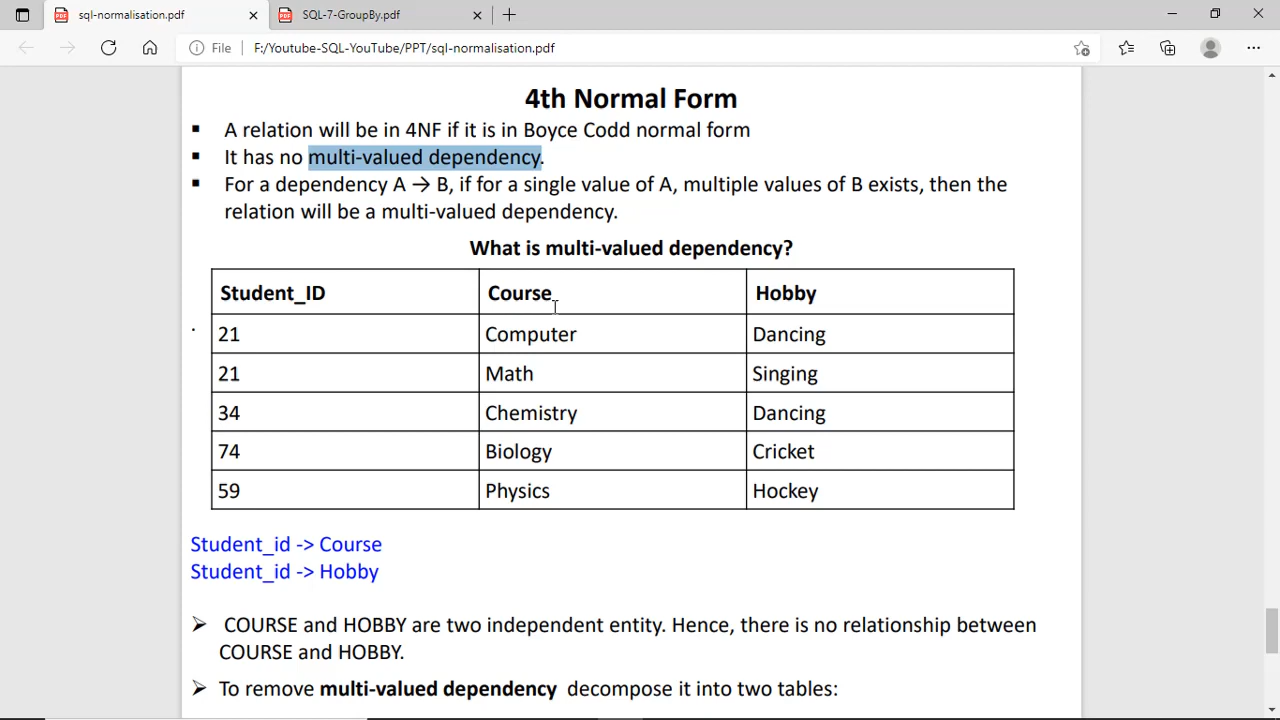 sql-normalisation.pdf
SQL-7-GroupBy.pdf
File F:/Youtube-SQL-YouTube/PPT/sql-normalisation.pdf
4th Normal Form
▪ A relation will be in 4NF if it is in Boyce Codd normal form
▪ It has no multi-valued dependency.
▪ For a dependency A → B, if for a single value of A, multiple values of B exists, then the
relation will be a multi-valued dependency.
What is multi-valued dependency?
Student_ID Course Hobby
21 Computer Dancing
21 Math Singing
34 Chemistry Dancing
74 Biology Cricket
59 Physics Hockey
Student_id -> Course
Student_id -> Hobby
➢ COURSE and HOBBY are two independent entity. Hence, there is no relationship between
COURSE and HOBBY.
➢ To remove multi-valued dependency decompose it into two tables: